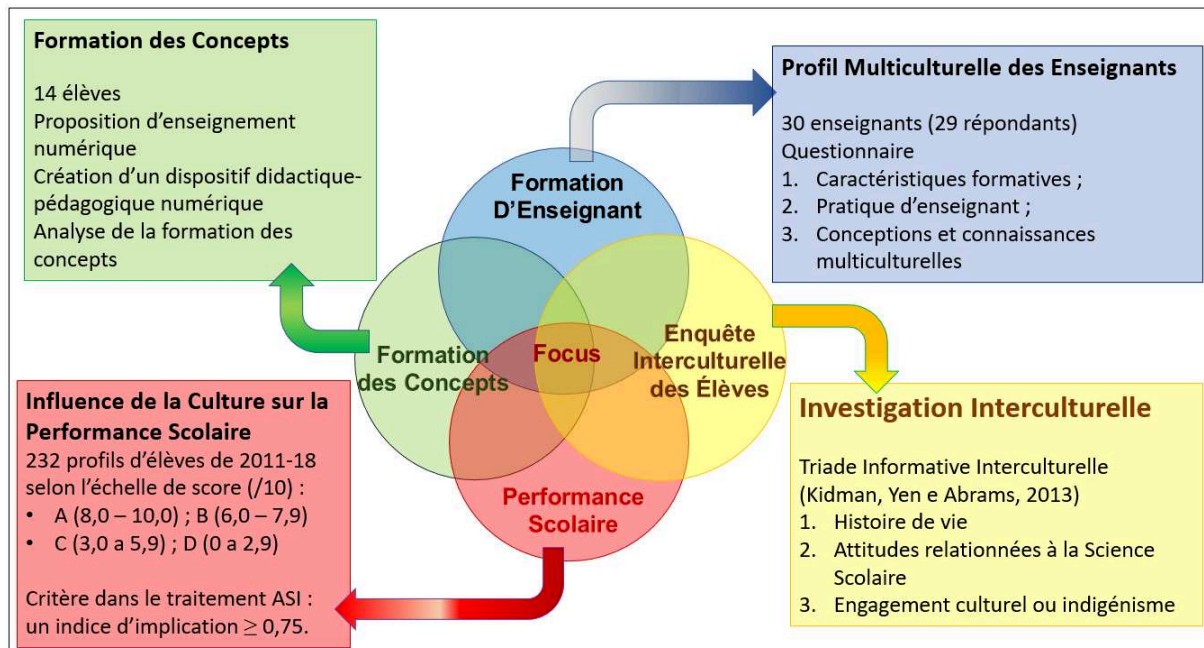 Formation des Concepts
14 élèves
Proposition d'enseignement
numérique
Création d'un dispositif didactique-
pédagogique numérique
Analyse de la formation des
concepts
Profil Multiculturelle des Enseignants
30 enseignants (29 répondants)
Questionnaire
1. Caractéristiques formatives ;
2. Pratique d'enseignant ;
3. Conceptions et connaissances
multiculturelles
Formation
D'Enseignant
Formation
des Concepts
Focus
Enquête
Interculturelle
des Élèves
Performance
Scolaire
Influence de la Culture sur la
Performance Scolaire
232 profils d'élèves de 2011-18
selon l'échelle de score (/10) :
• A (8,0 – 10,0) ; B (6,0 – 7,9)
• C (3,0 a 5,9) ; D (0 a 2,9)
Critère dans le traitement ASI :
un indice d'implication ≥ 0,75.
Investigation Interculturelle
Triade Informative Interculturelle
(Kidman, Yen e Abrams, 2013)
1. Histoire de vie
2. Attitudes relationnées à la Science
Scolaire
3. Engagement culturel ou indigénisme